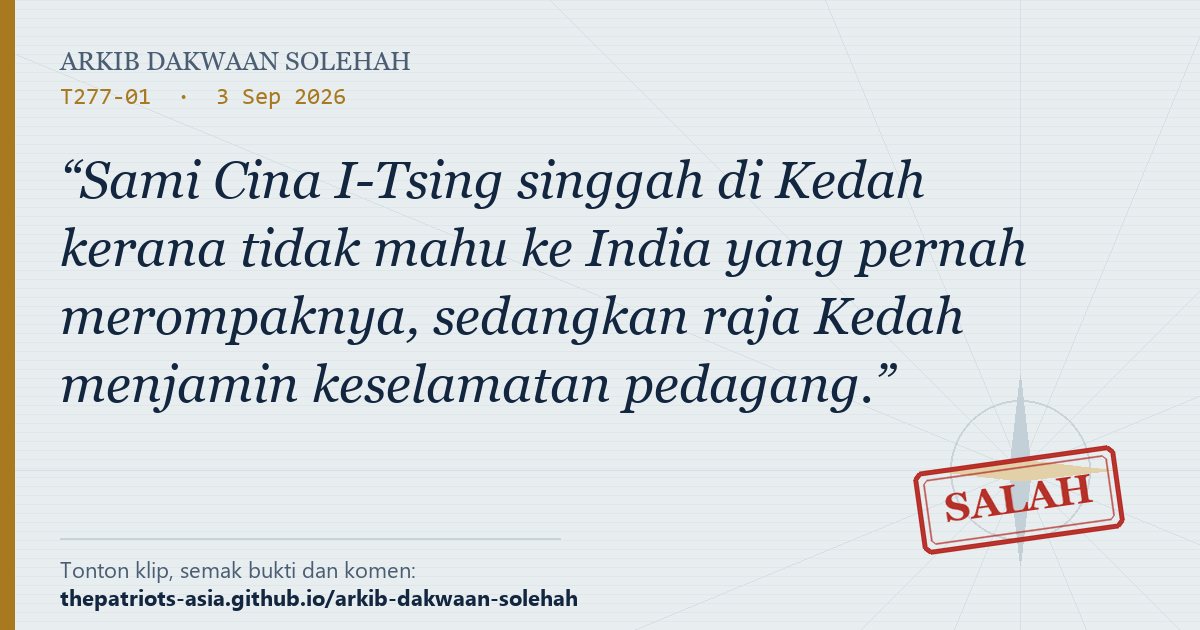 ARKIB DAKWAAN SOLEHAH
T277-01 · 3 Sep 2026
“Sami Cina I-Tsing singgah di Kedah
kerana tidak mahu ke India yang pernah
merompaknya, sedangkan raja Kedah
menjamin keselamatan pedagang.”
SALAH
Tonton klip, semak bukti dan komen:
thepatriots-asia.github.io/arkib-dakwaan-solehah